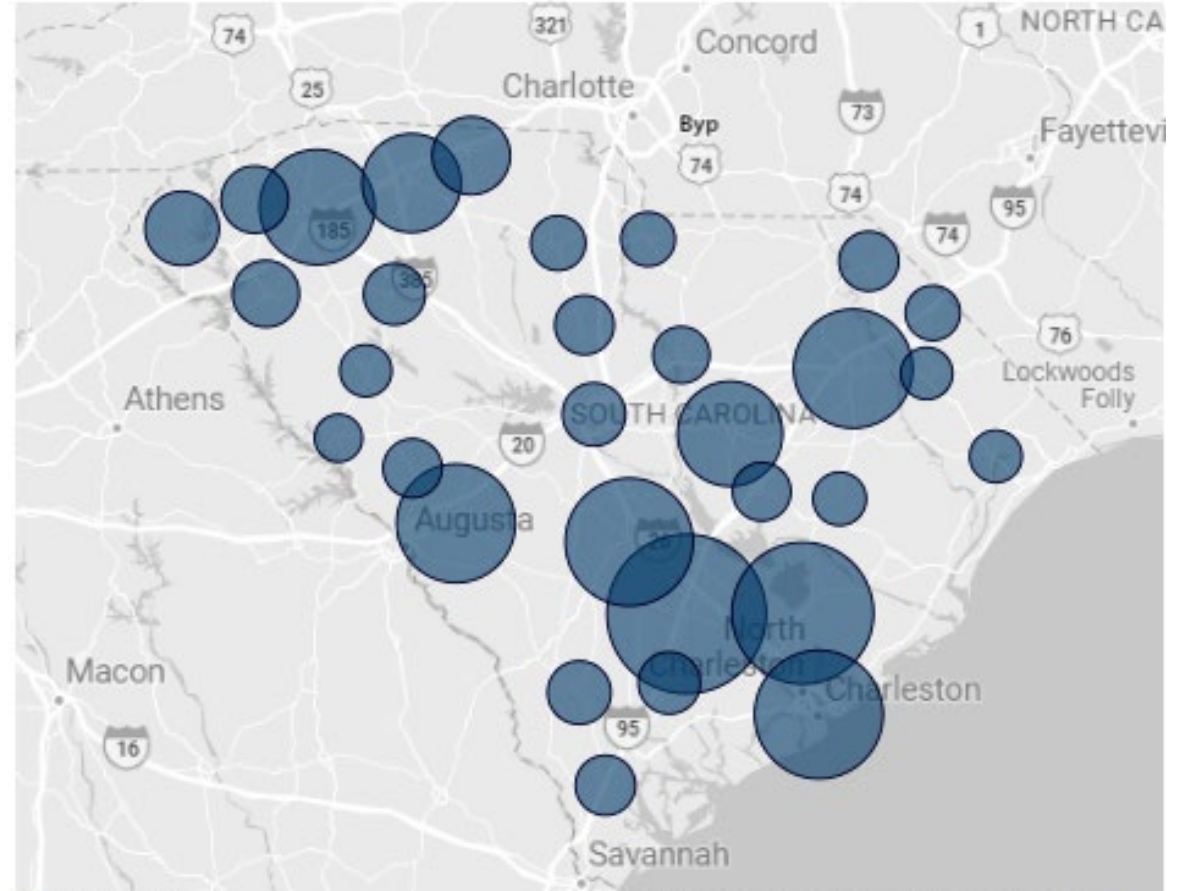 74
321
1
NORTH CA
Concord
Charlotte
25
73
Byp
74
Fayettevi
74
95
74
185
385
76
Lockwoods
Folly
Athens
SOUTH CAROLINA
20
Augusta
26
North
Charleston
Charleston
Macon
95
16
Savannah